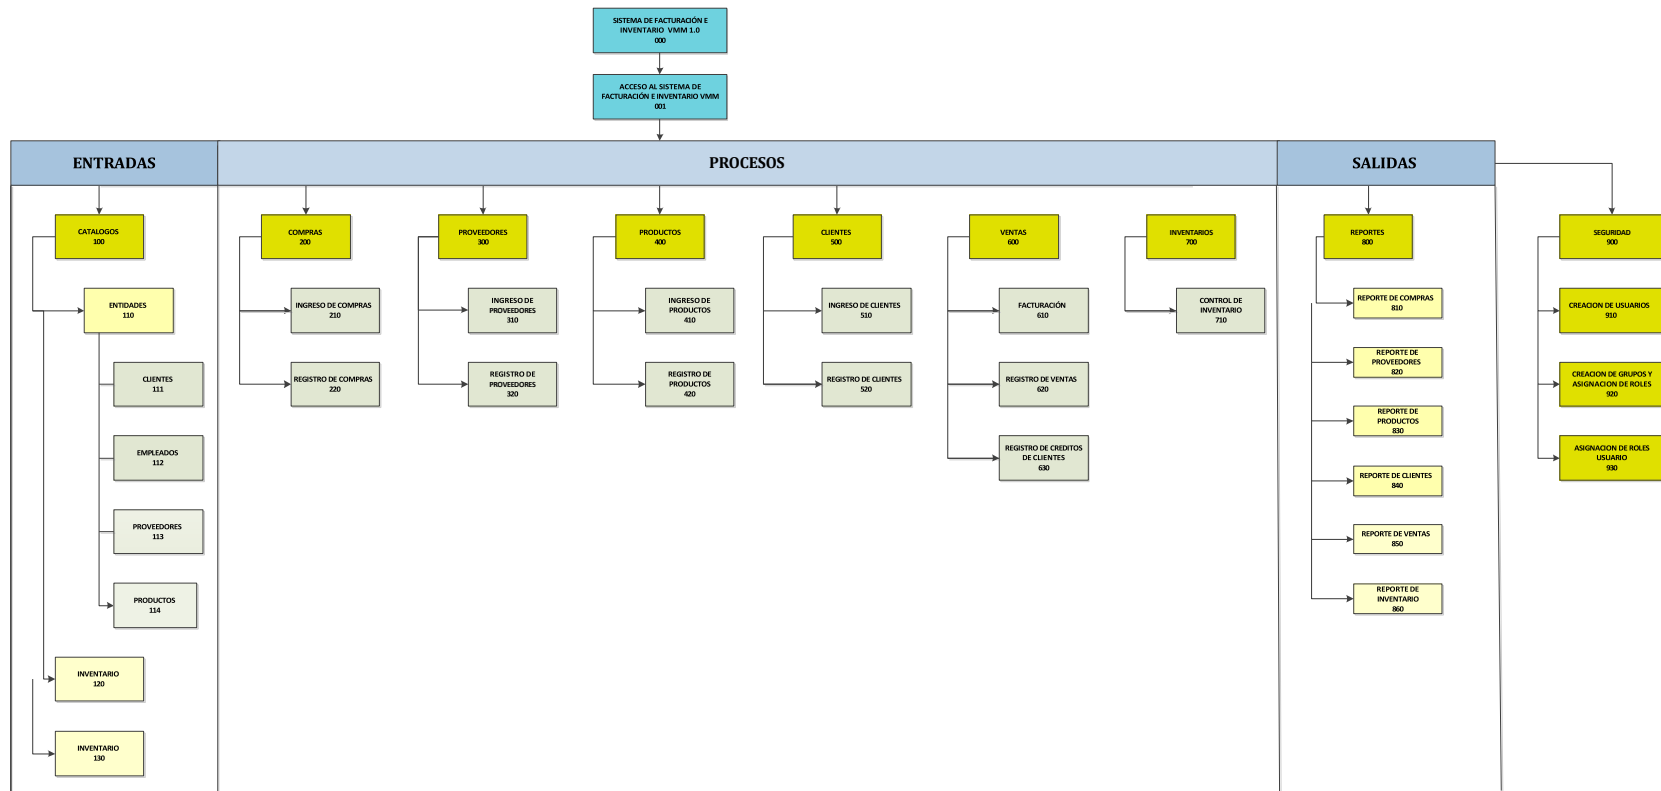 SISTEMA DE FACTURACIÓN E
INVENTARIO VMM 1.0
000
ACCESO AL SISTEMA DE
FACTURACIÓN E INVENTARIO VMM
001
ENTRADAS
PROCESOS
SALIDAS
CATALOGOS
100
ENTIDADES
110
CLIENTES
111
EMPLEADOS
112
PROVEEDORES
113
PRODUCTOS
114
INVENTARIO
120
INVENTARIO
130
COMPRAS
200
INGRESO DE COMPRAS
210
REGISTRO DE COMPRAS
220
PROVEEDORES
300
INGRESO DE
PROVEEDORES
310
REGISTRO DE
PROVEEDORES
320
PRODUCTOS
400
INGRESO DE
PRODUCTOS
410
REGISTRO DE
PRODUCTOS
420
CLIENTES
500
INGRESO DE CLIENTES
510
REGISTRO DE CLIENTES
520
VENTAS
600
FACTURACIÓN
610
REGISTRO DE VENTAS
620
REGISTRO DE CREDITOS
DE CLIENTES
630
INVENTARIOS
700
CONTROL DE
INVENTARIO
710
REPORTES
800
REPORTE DE COMPRAS
810
REPORTE DE
PROVEEDORES
820
REPORTE DE
PRODUCTOS
830
REPORTE DE CLIENTES
840
REPORTE DE VENTAS
850
REPORTE DE
INVENTARIO
860
SEGURIDAD
900
CREACION DE USUARIOS
910
CREACION DE GRUPOS Y
ASIGNACION DE ROLES
920
ASIGNACION DE ROLES
USUARIO
930